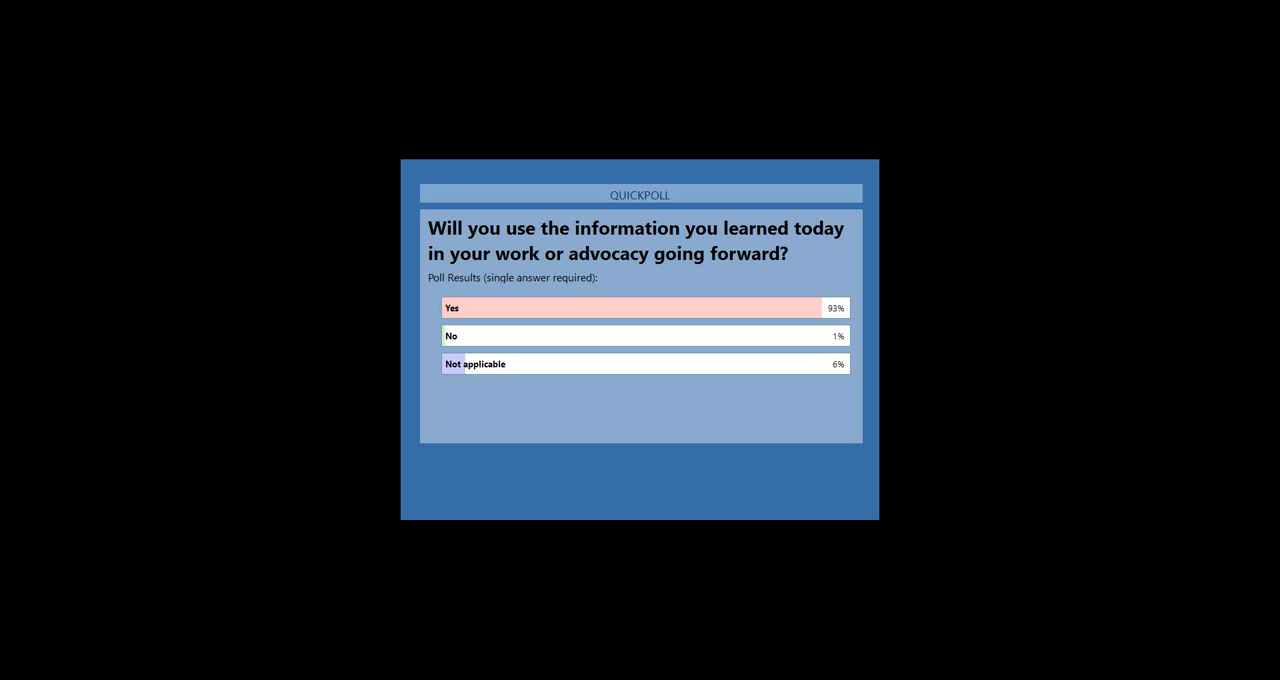 QUICKPOLL
Will you use the information you learned today
in your work or advocacy going forward?
Poll Results (single answer required):
Yes 93%
No 1%
Not applicable 6%